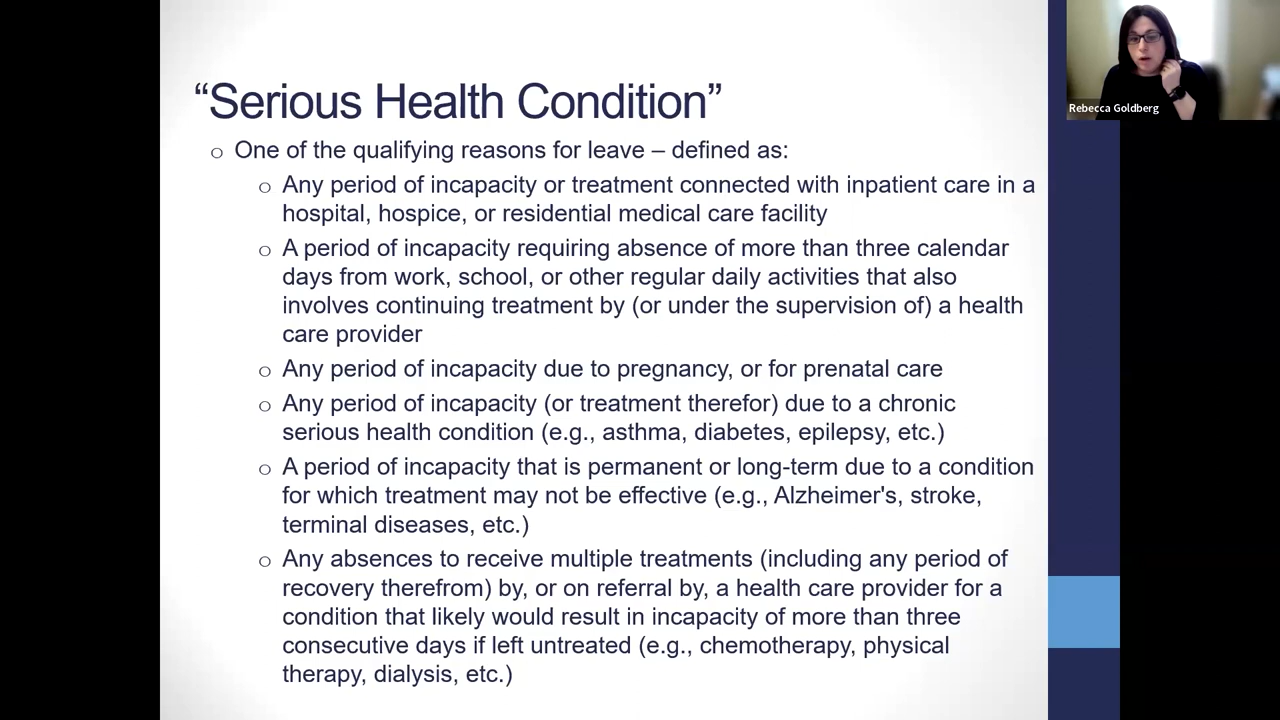 “Serious Health Condition”
Rebecca Goldberg
o One of the qualifying reasons for leave – defined as:
o Any period of incapacity or treatment connected with inpatient care in a
hospital, hospice, or residential medical care facility
o A period of incapacity requiring absence of more than three calendar
days from work, school, or other regular daily activities that also
involves continuing treatment by (or under the supervision of) a health
care provider
o Any period of incapacity due to pregnancy, or for prenatal care
o Any period of incapacity (or treatment therefor) due to a chronic
serious health condition (e.g., asthma, diabetes, epilepsy, etc.)
o A period of incapacity that is permanent or long-term due to a condition
for which treatment may not be effective (e.g., Alzheimer's, stroke,
terminal diseases, etc.)
o Any absences to receive multiple treatments (including any period of
recovery therefrom) by, or on referral by, a health care provider for a
condition that likely would result in incapacity of more than three
consecutive days if left untreated (e.g., chemotherapy, physical
therapy, dialysis, etc.)